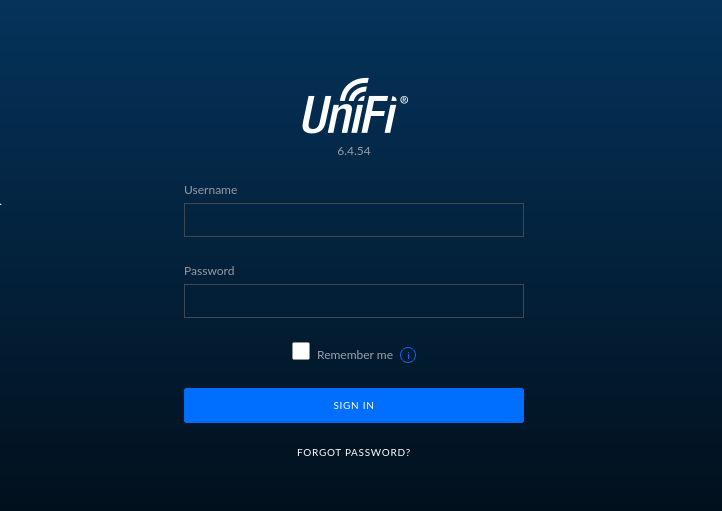 UniFi®
6.4.54
Username
Password
Remember me i
SIGN IN
FORGOT PASSWORD?